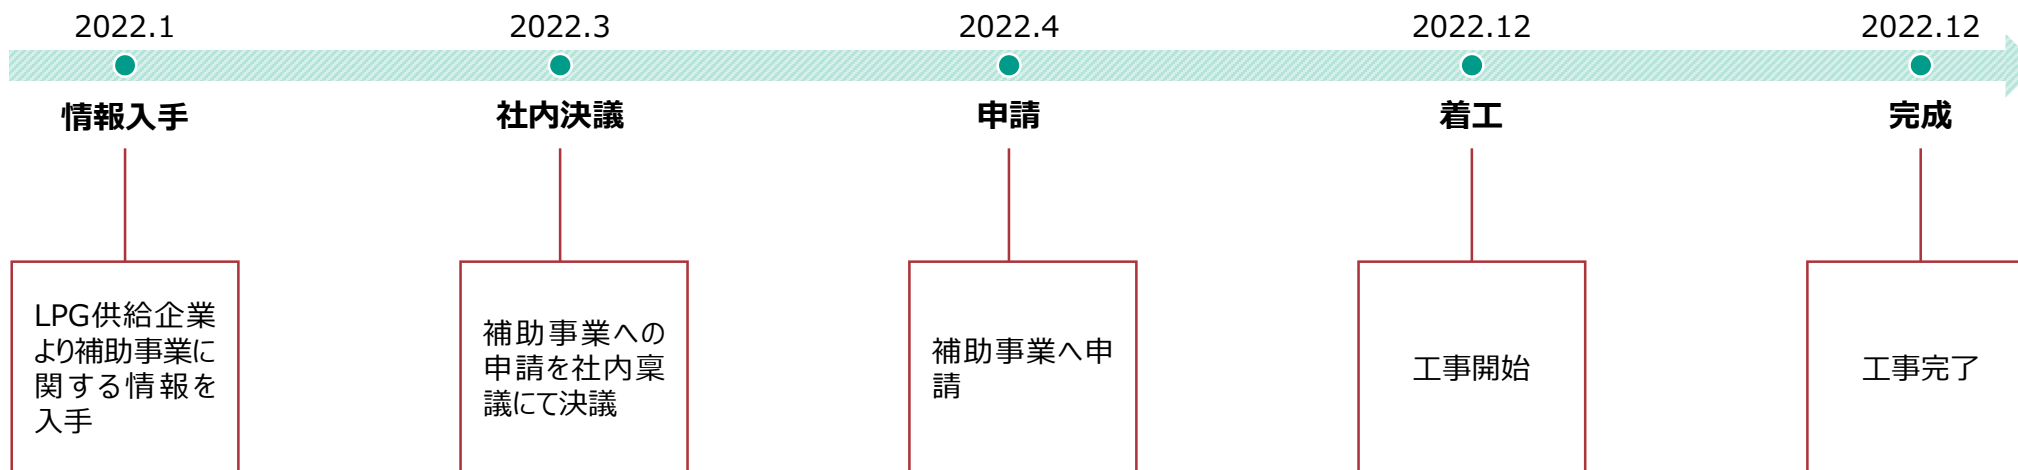 2022.1
2022.3
2022.4
2022.12
2022.12
情報入手
社内決議
申請
着工
完成
LPG供給企業
より補助事業に
関する情報を
入手
補助事業への
申請を社内稟
議にて決議
補助事業へ申
請
工事開始
工事完了